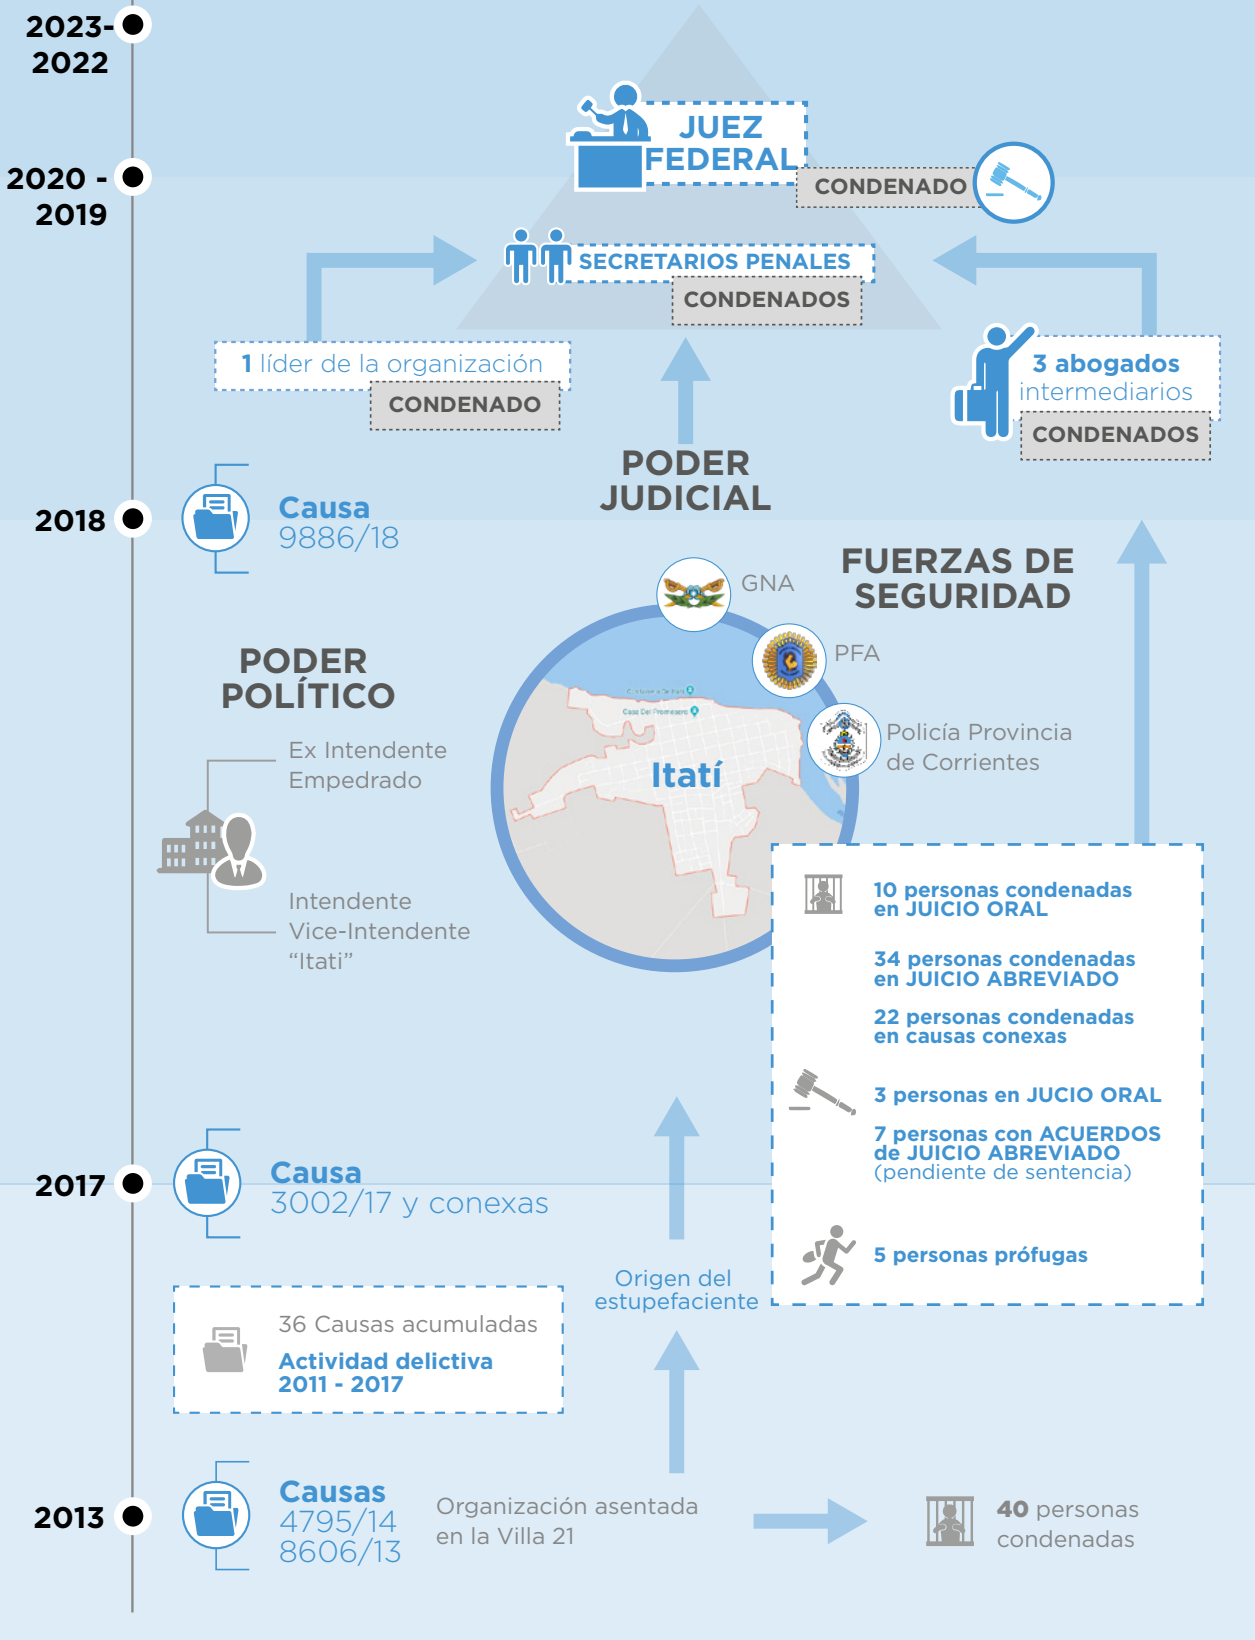 2023-
2022
JUEZ
FEDERAL
CONDENADO
2020 -
2019
SECRETARIOS PENALES
CONDENADOS
1 líder de la organización
CONDENADO
3 abogados
intermediarios
CONDENADOS
PODER
JUDICIAL
2018
Causa
9886/18
FUERZAS DE
SEGURIDAD
GNA
PFA
Policía Provincia
de Corrientes
PODER
POLÍTICO
Ex Intendente
Empedrado
Intendente
Vice-Intendente
“Itati”
Casa Del Promesero
Itatí
10 personas condenadas
en JUICIO ORAL
34 personas condenadas
en JUICIO ABREVIADO
22 personas condenadas
en causas conexas
3 personas en JUCIO ORAL
7 personas con ACUERDOS
de JUICIO ABREVIADO
(pendiente de sentencia)
5 personas prófugas
2017
Causa
3002/17 y conexas
Origen del
estupefaciente
36 Causas acumuladas
Actividad delictiva
2011 - 2017
2013
Causas
4795/14
8606/13
Organización asentada
en la Villa 21
40 personas
condenadas